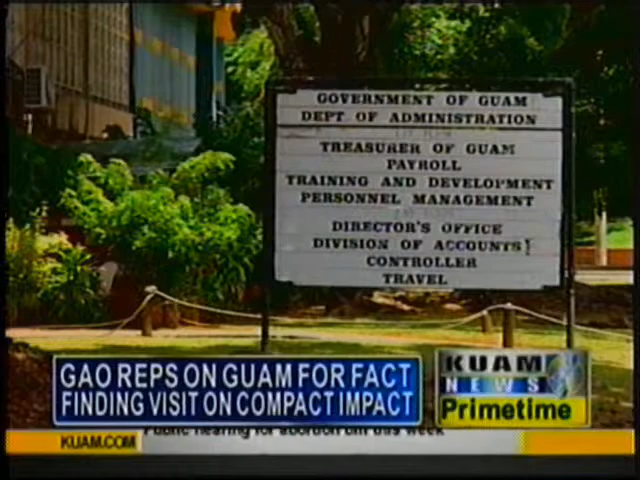 GOVERNMENT OF GUAM
DEPT OF ADMINISTRATION
TREASURER OF GUAM
PAYROLL
TRAINING AND DEVELOPMENT
PERSONNEL MANAGEMENT
DIRECTOR'S OFFICE
DIVISION OF ACCOUNTS
CONTROLLER
TRAVEL
GAO REPS ON GUAM FOR FACT
FINDING VISIT ON COMPACT IMPACT
KUAM
NEWS
Primetime
KUAM.COM
Public hearing for abortion bill this week